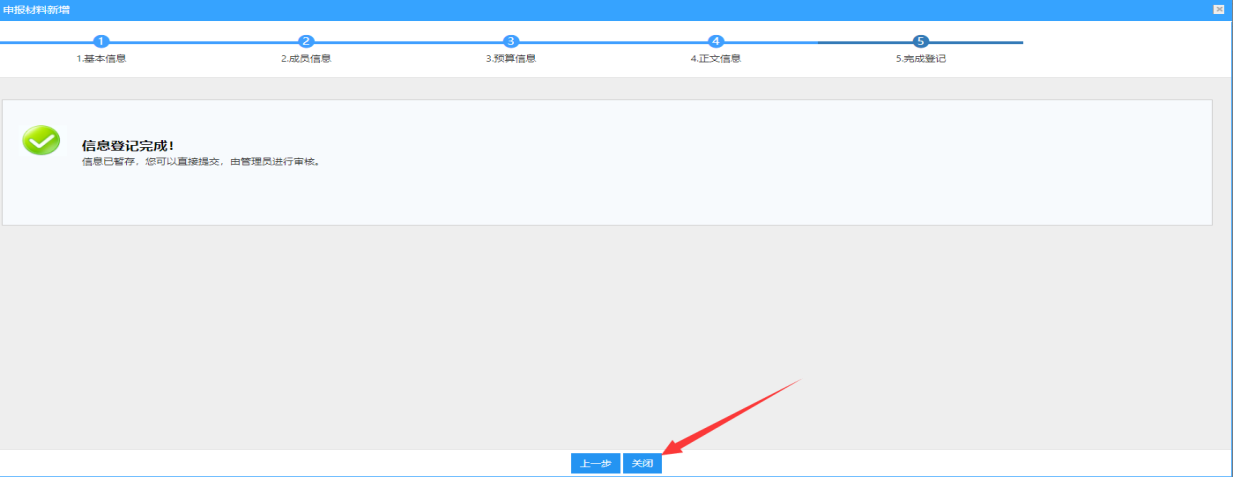 申报材料新增
1
2
3
4
5
1.基本信息
2.成员信息
3.预算信息
4.正文信息
5.完成登记
信息登记完成！
信息已暂存，您可以直接提交，由管理员进行审核。
上一步
关闭